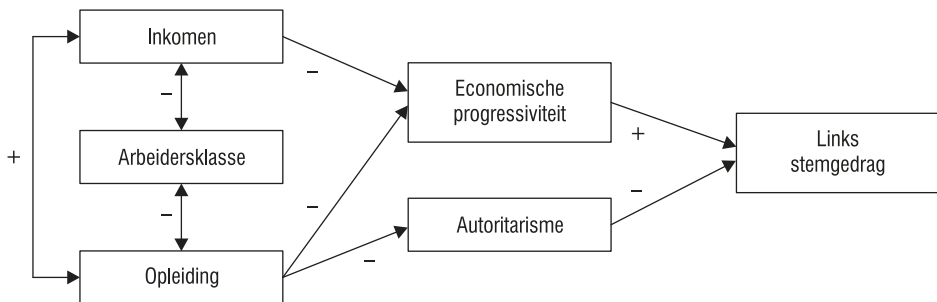 Inkomen
–
–
Economische
progressiviteit
+
Links
stemgedrag
+
Arbeidersklasse
–
–
–
Autoritarisme
–
Opleiding